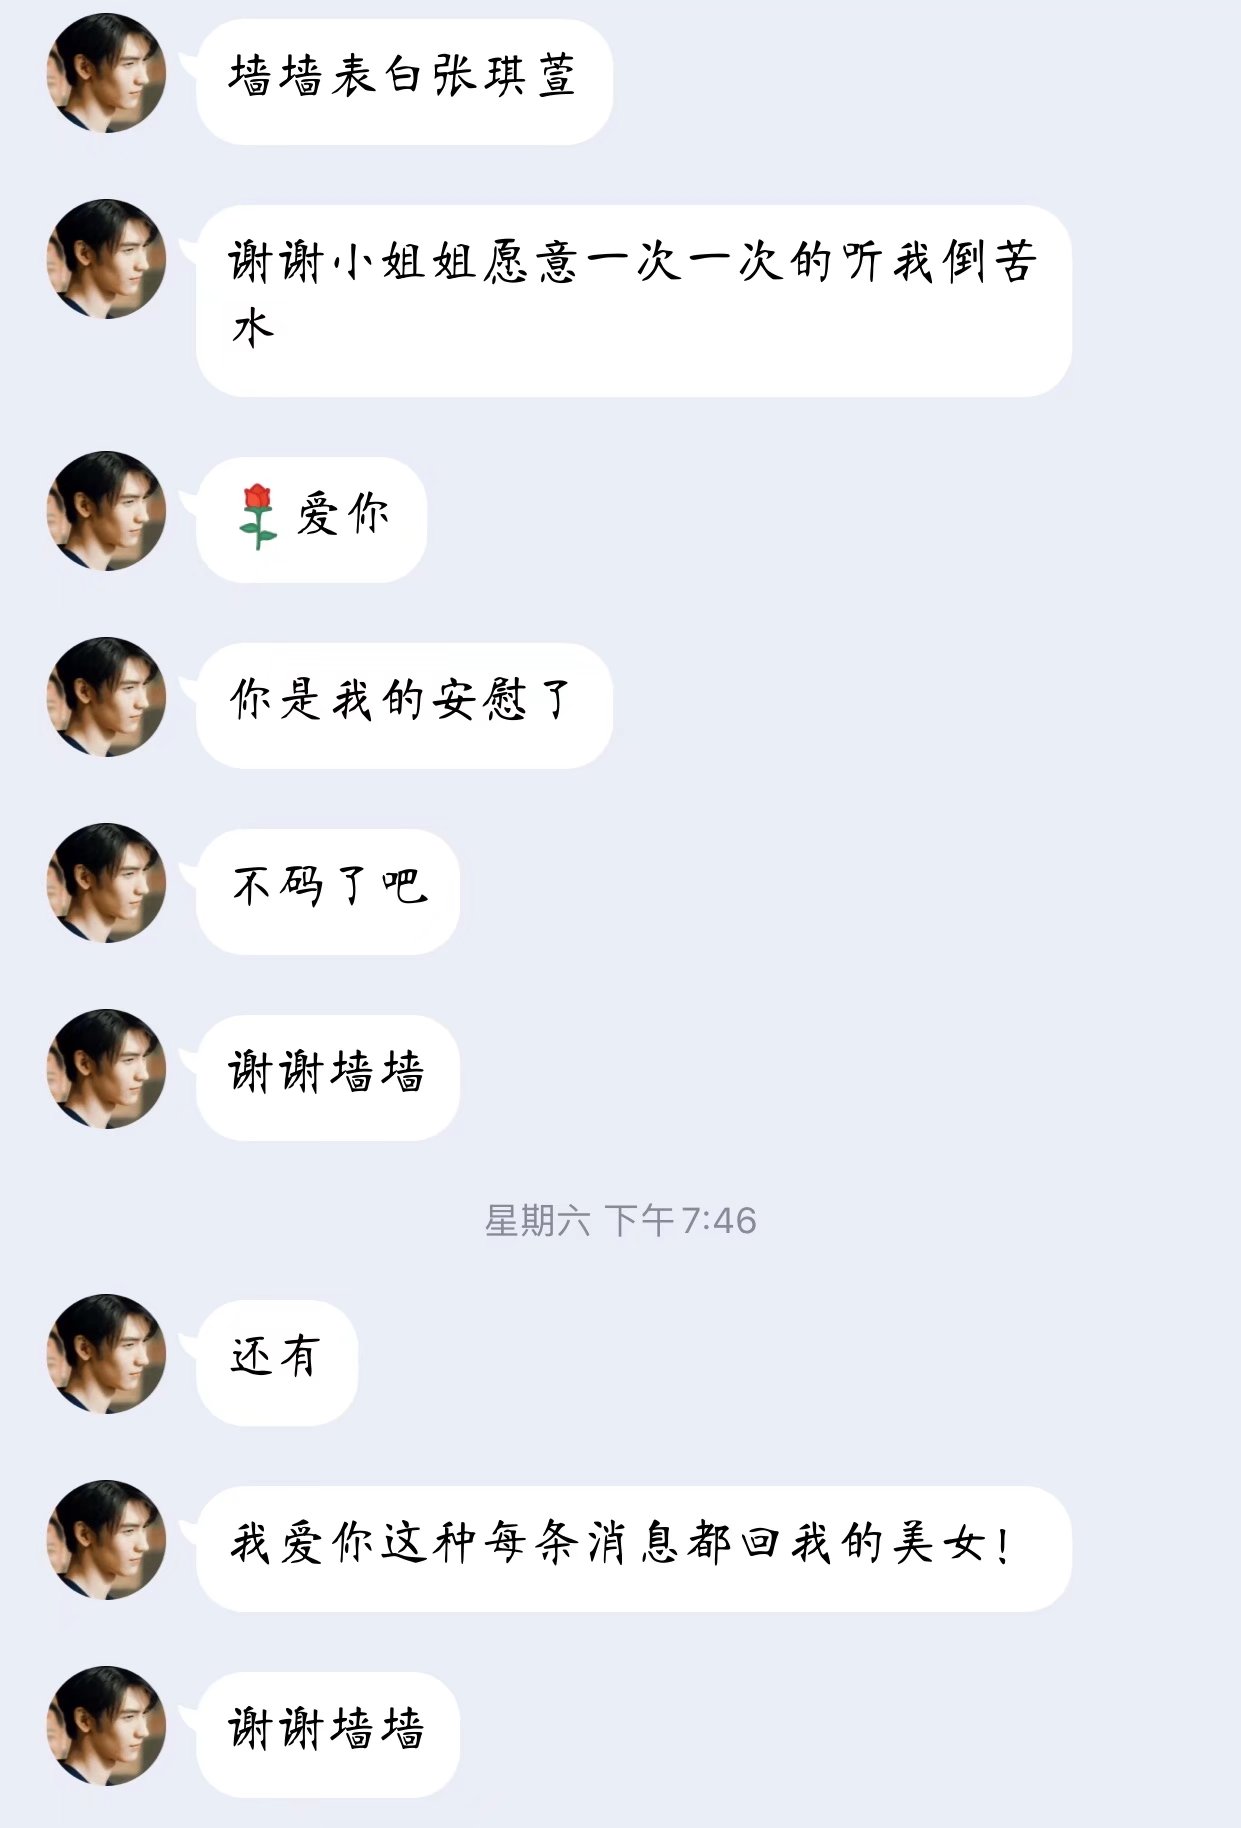 墙墙表白张琪萱
谢谢小姐姐愿意一次一次的听我倒苦
水
🌹爱你
你是我的安慰了
不码了吧
谢谢墙墙
星期六 下午7:46
还有
我爱你这种每条消息都回我的美女！
谢谢墙墙